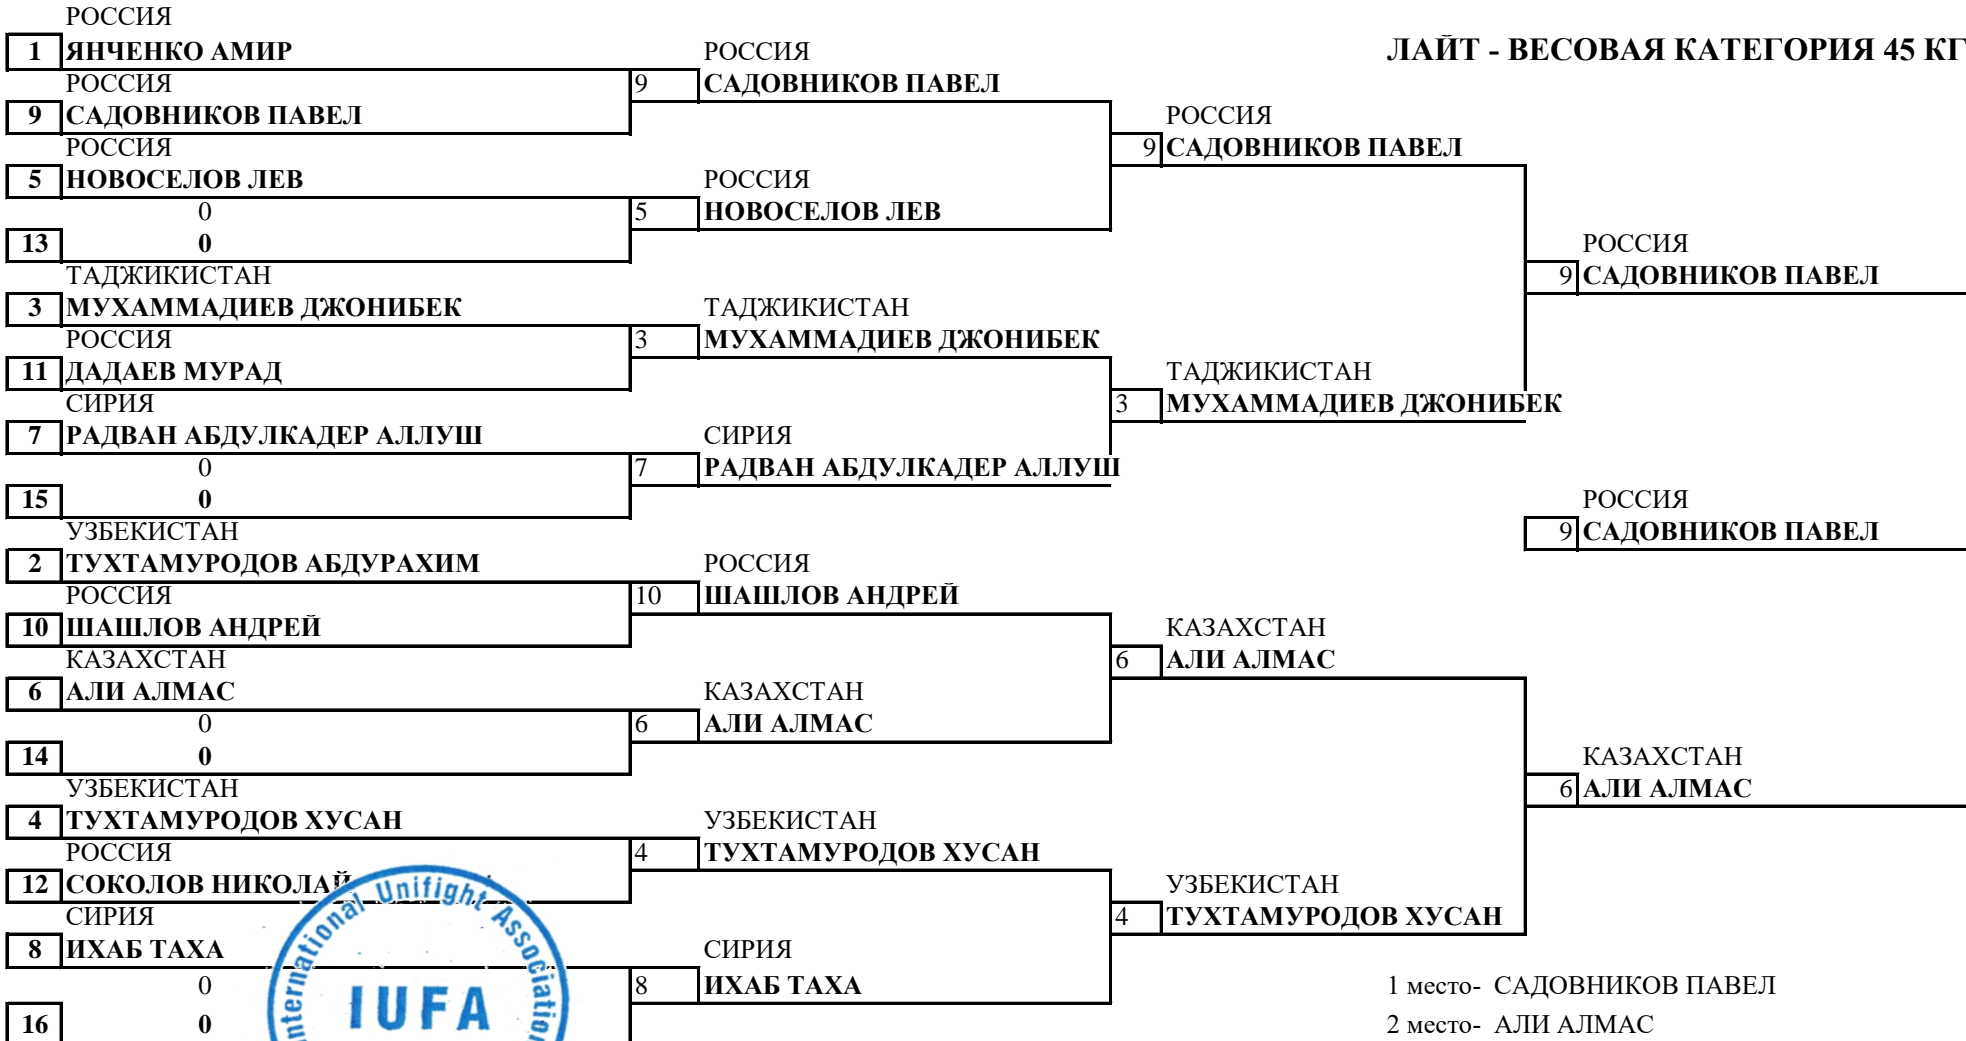 РОССИЯ
1 ЯНЧЕНКО АМИР
РОССИЯ
ЛАЙТ - ВЕСОВАЯ КАТЕГОРИЯ 45 КГ
РОССИЯ
9 САДОВНИКОВ ПАВЕЛ
9 САДОВНИКОВ ПАВЕЛ
РОССИЯ
РОССИЯ
9 САДОВНИКОВ ПАВЕЛ
5 НОВОСЕЛОВ ЛЕВ
РОССИЯ
0
5 НОВОСЕЛОВ ЛЕВ
13 0
РОССИЯ
ТАДЖИКИСТАН
9 САДОВНИКОВ ПАВЕЛ
3 МУХАММАДИЕВ ДЖОНИБЕК
ТАДЖИКИСТАН
РОССИЯ
3 МУХАММАДИЕВ ДЖОНИБЕК
11 ДАДАЕВ МУРАД
ТАДЖИКИСТАН
СИРИЯ
3 МУХАММАДИЕВ ДЖОНИБЕК
7 РАДВАН АБДУЛКАДЕР АЛЛУШ
СИРИЯ
0
7 РАДВАН АБДУЛКАДЕР АЛЛУШ
15 0
РОССИЯ
УЗБЕКИСТАН
9 САДОВНИКОВ ПАВЕЛ
2 ТУХТАМУРОДОВ АБДУРАХИМ
РОССИЯ
РОССИЯ
10 ШАШЛОВ АНДРЕЙ
10 ШАШЛОВ АНДРЕЙ
КАЗАХСТАН
КАЗАХСТАН
6 АЛИ АЛМАС
6 АЛИ АЛМАС
КАЗАХСТАН
0
6 АЛИ АЛМАС
14 0
КАЗАХСТАН
УЗБЕКИСТАН
6 АЛИ АЛМАС
4 ТУХТАМУРОДОВ ХУСАН
УЗБЕКИСТАН
РОССИЯ
4 ТУХТАМУРОДОВ ХУСАН
12 СОКОЛОВ НИКОЛАЙ
УЗБЕКИСТАН
СИРИЯ
4 ТУХТАМУРОДОВ ХУСАН
8 ИХАБ ТАХА
СИРИЯ
0
8 ИХАБ ТАХА
1 место- САДОВНИКОВ ПАВЕЛ
16 0
2 место- АЛИ АЛМАС
International Unifight Association
IUFA